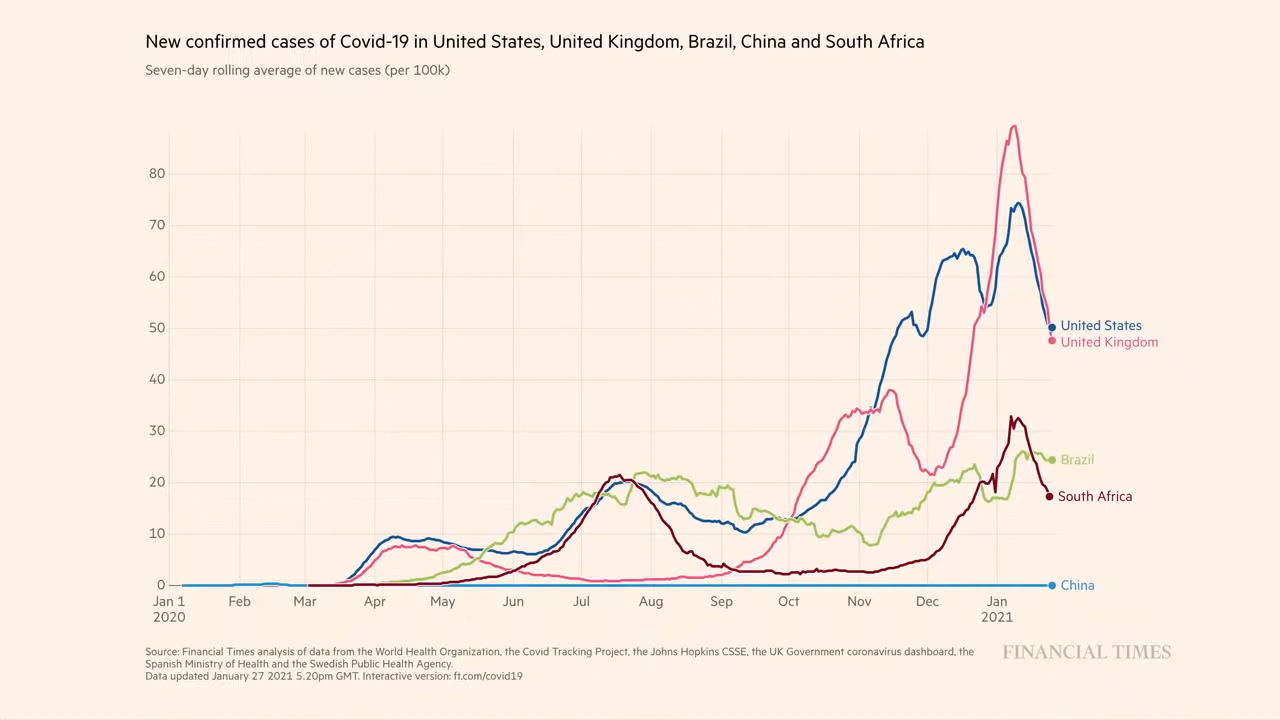 New confirmed cases of Covid-19 in United States, United Kingdom, Brazil, China and South Africa
Seven-day rolling average of new cases (per 100k)
80
70
60
50
40
30
20
10
0
United States
United Kingdom
Brazil
South Africa
China
Jan 1 Feb Mar Apr May Jun Jul Aug Sep Oct Nov Dec Jan
2020 2021
Source: Financial Times analysis of data from the World Health Organization, the Covid Tracking Project, the Johns Hopkins CSSE, the UK Government coronavirus dashboard, the
Spanish Ministry of Health and the Swedish Public Health Agency.
Data updated January 27 2021 5.20pm GMT. Interactive version: ft.com/covid19
FINANCIAL TIMES